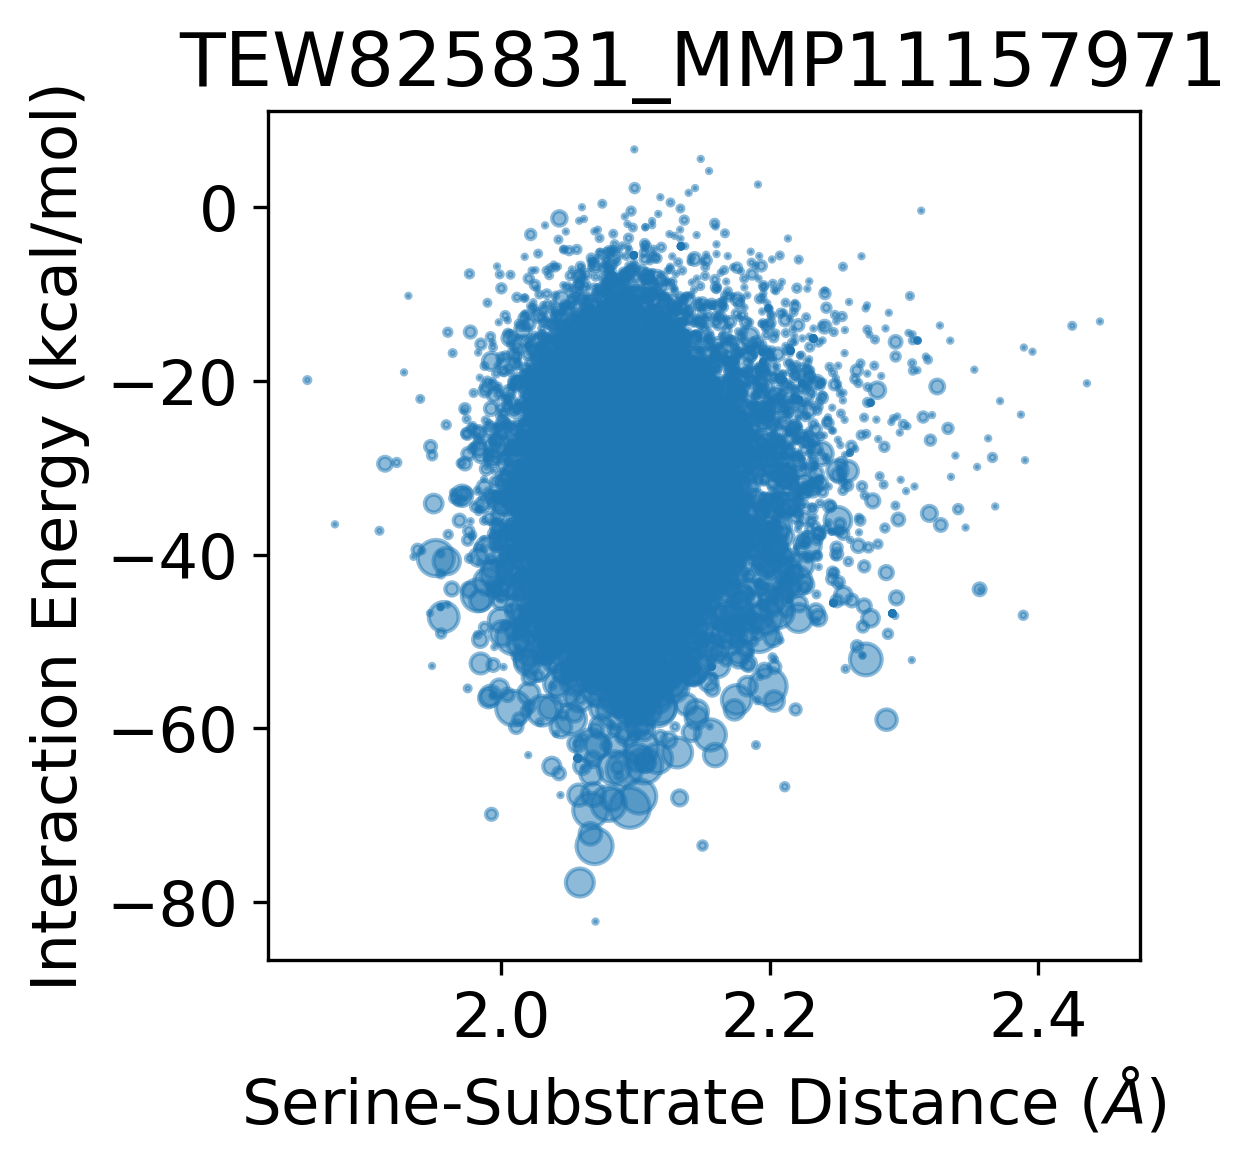 TEW825831_MMP11157971
Interaction Energy (kcal/mol)
0
−20
−40
−60
−80
2.0 2.2 2.4
Serine-Substrate Distance (Å)